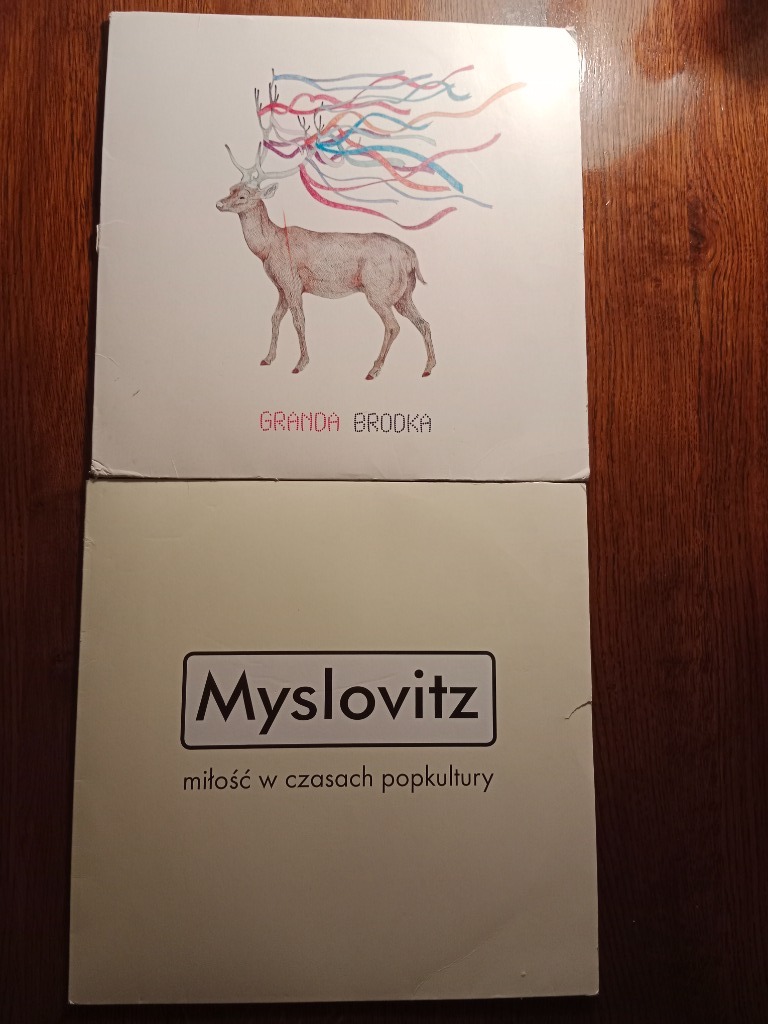 GRANDA BRODKA
Myslovitz
miłość w czasach popkultury